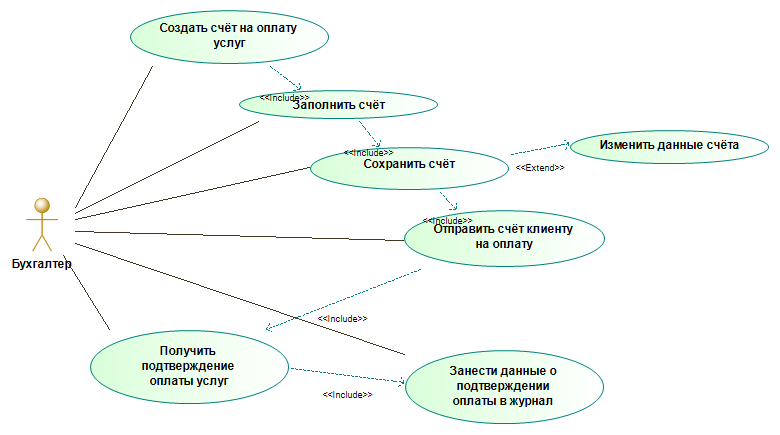 Создать счёт на оплату
услуг
<<Include>>
Заполнить счёт
<<Include>>
Сохранить счёт
<<Extend>>
Изменить данные счёта
<<Include>>
Отправить счёт клиенту
на оплату
Бухгалтер
<<Include>>
Получить
подтверждение
оплаты услуг
<<Include>>
Занести данные о
подтверждении
оплаты в журнал